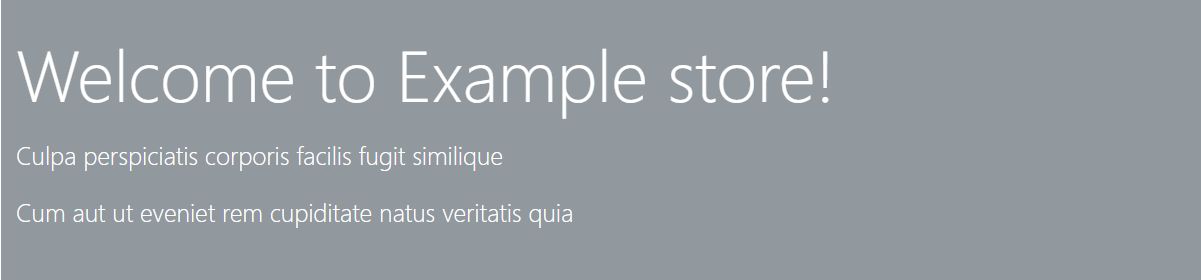 Welcome to Example store!
Culpa perspiciatis corporis facilis fugit similique
Cum aut ut eveniet rem cupiditate natus veritatis quia